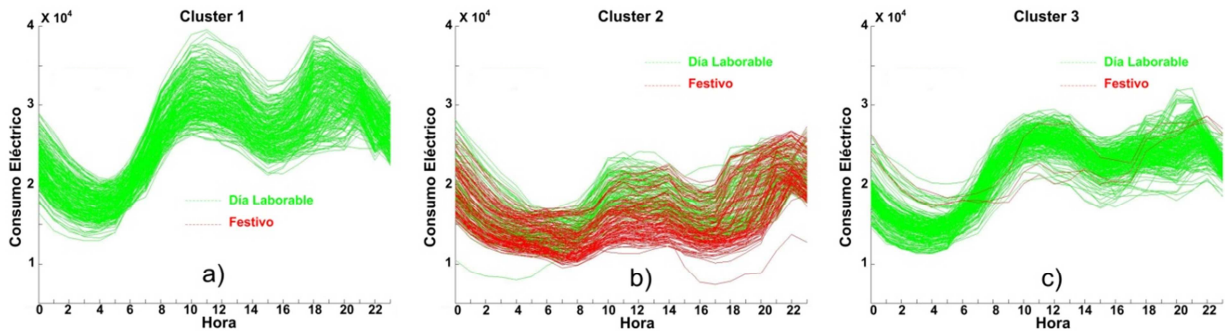 Cluster 1
X 10⁴
4
3
2
1
Consumo Eléctrico
Día Laborable
Festivo
a)
0 2 4 6 8 10 12 14 16 18 20 22
Hora
Cluster 2
X 10⁴
4
3
2
1
Consumo Eléctrico
Día Laborable
Festivo
b)
0 2 4 6 8 10 12 14 16 18 20 22
Hora
Cluster 3
X 10⁴
4
3
2
1
Consumo Eléctrico
Día Laborable
Festivo
c)
0 2 4 6 8 10 12 14 16 18 20 22
Hora